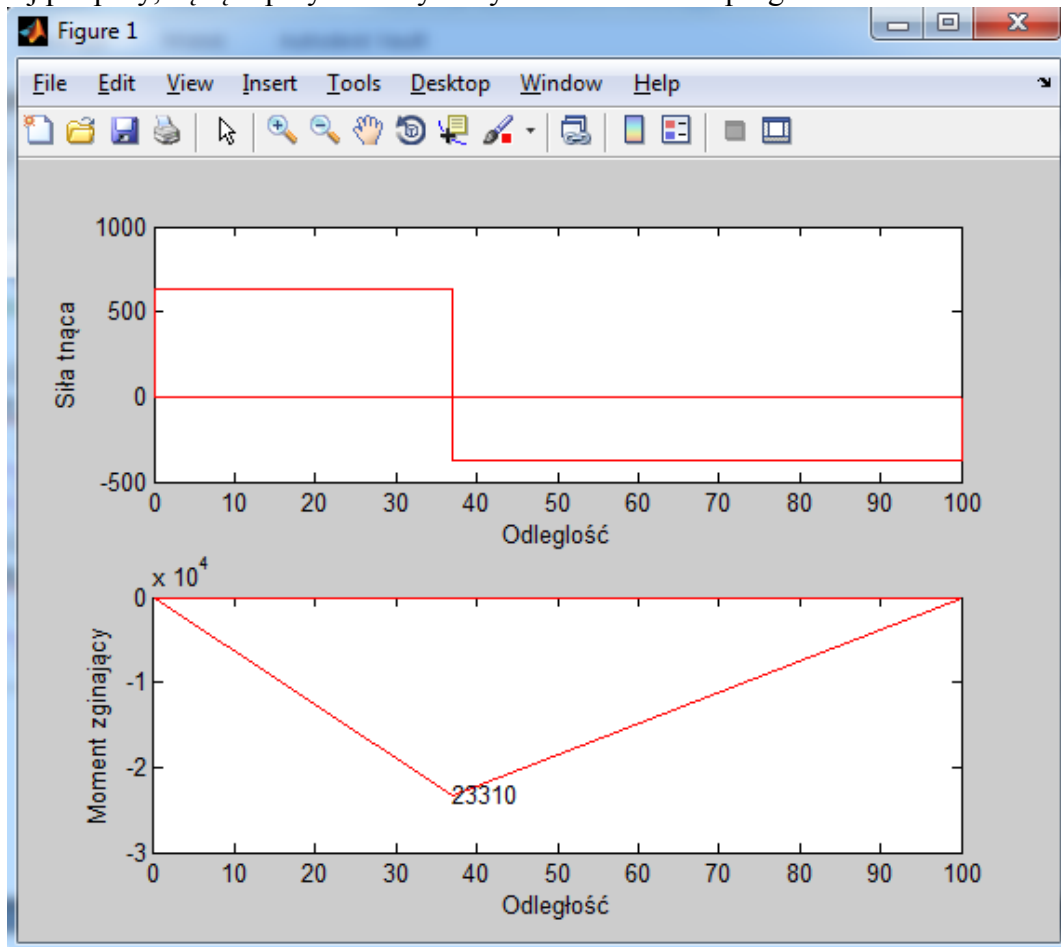 Figure 1
File Edit View Insert Tools Desktop Window Help
1000
500
0
-500
Siła tnąca
0 10 20 30 40 50 60 70 80 90 100
Odleglość
x 10^4
0
-1
-2
-3
Moment zginający
23310
0 10 20 30 40 50 60 70 80 90 100
Odległość